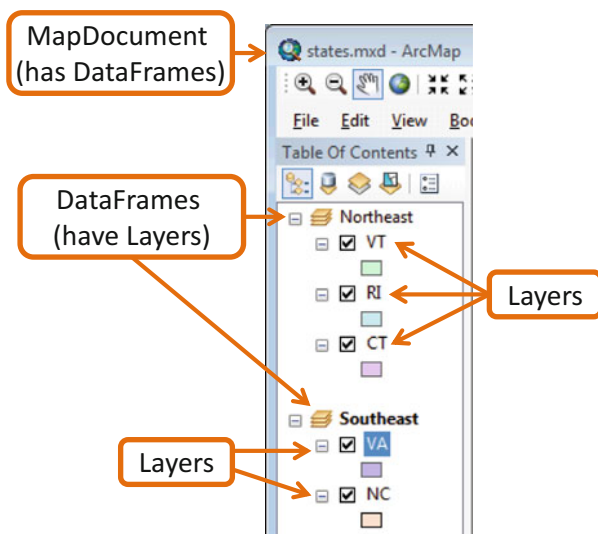 MapDocument
(has DataFrames)
states.mxd - ArcMap
File Edit View Boo
Table Of Contents
DataFrames
(have Layers)
Northeast
VT
RI
CT
Layers
Southeast
VA
NC
Layers